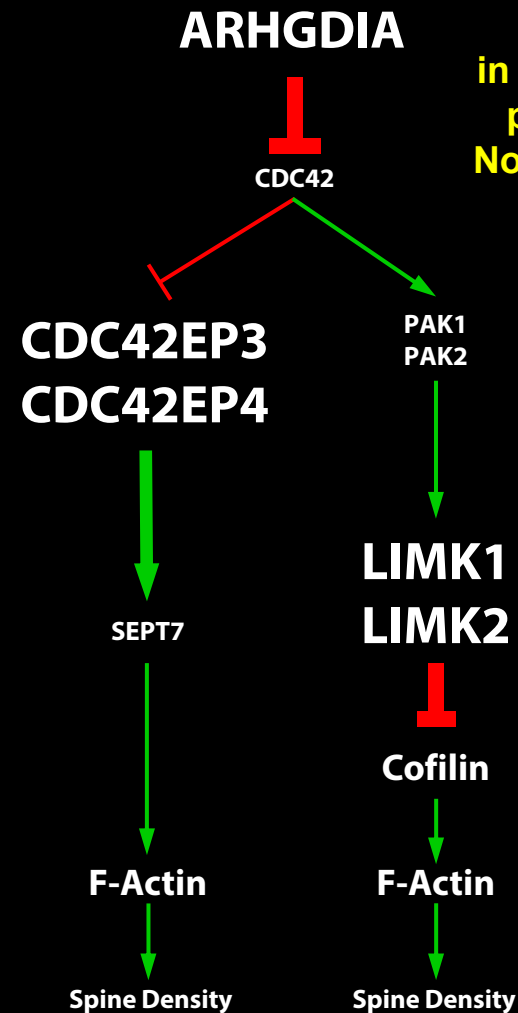 ARHGDIA
in
p
No
CDC42
CDC42EP3
CDC42EP4
PAK1
PAK2
LIMK1
LIMK2
SEPT7
Cofilin
F-Actin
F-Actin
Spine Density
Spine Density